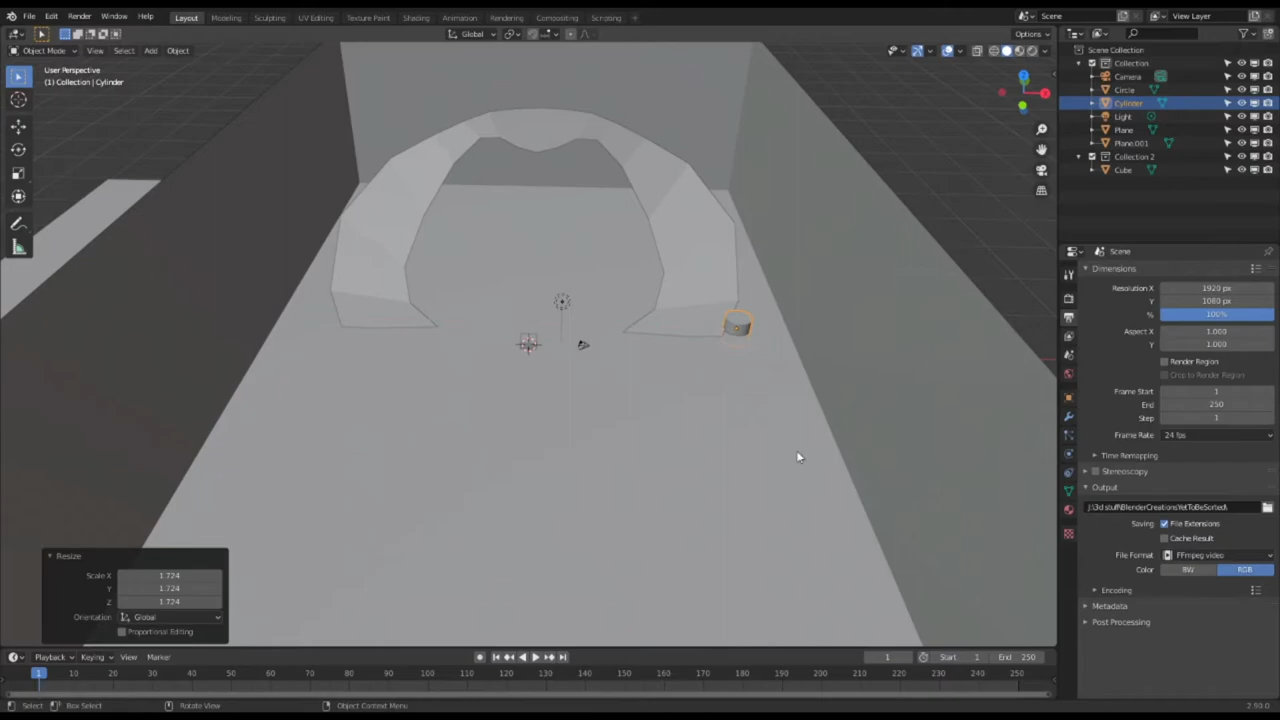 File Edit Render Window Help Layout Modeling Sculpting UV Editing Texture Paint Shading Animation Rendering Compositing Scripting + Scene View Layer
Global Options
Object Mode View Select Add Object
User Perspective
(1) Collection | Cylinder
X
Z
Scene Collection
Collection
Camera
Circle
Cylinder
Light
Plane
Plane.001
Collection 2
Cube
Scene
Dimensions
Resolution X 1920 px
Y 1080 px
% 100%
Aspect X 1.000
Y 1.000
Render Region
Crop to Render Region
Frame Start 1
End 250
Step 1
Frame Rate 24 fps
Time Remapping
Stereoscopy
Output
J:\3d stuff\BlenderCreationsYetToBeSorted\
Saving File Extensions
Cache Result
File Format FFmpeg video
Color BW RGB
Encoding
Metadata
Post Processing
Resize
Scale X 1.724
Y 1.724
Z 1.724
Orientation Global
Proportional Editing
Playback Keying View Marker 1 Start 1 End 250
1 10 20 30 40 50 60 70 80 90 100 110 120 130 140 150 160 170 180 190 200 210 220 230 240 250
Select Box Select Rotate View Object Context Menu 2.90.0